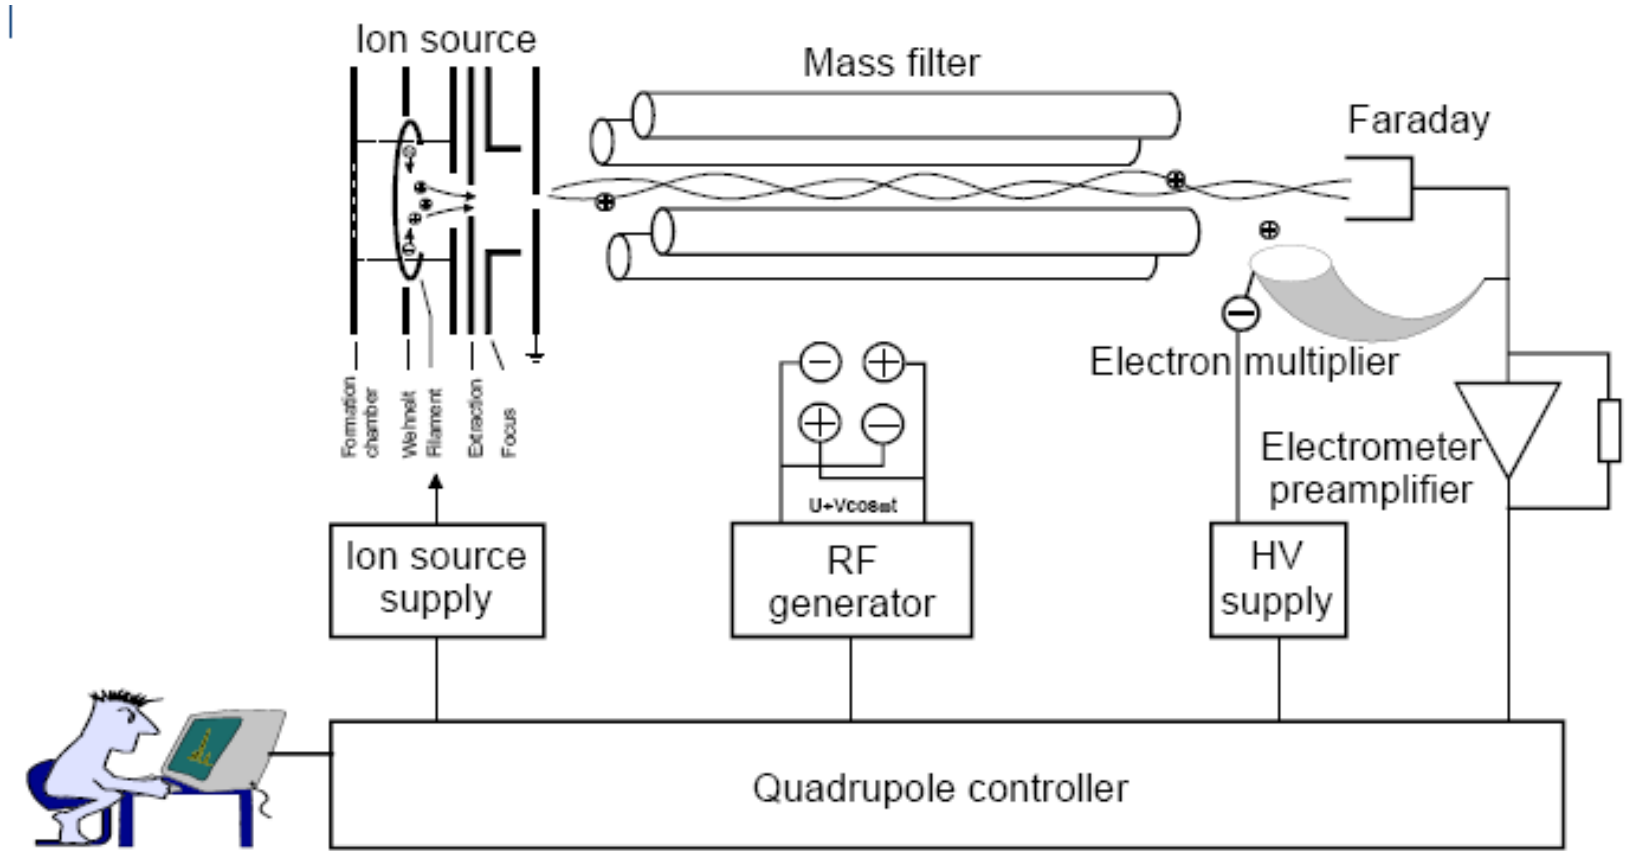 Ion source
Mass filter
Faraday
Formation
chamber
Wehnelt
Filament
Extraction
Focus
Electron multiplier
Electrometer
preamplifier
U+Vcosωt
Ion source
supply
RF
generator
HV
supply
Quadrupole controller